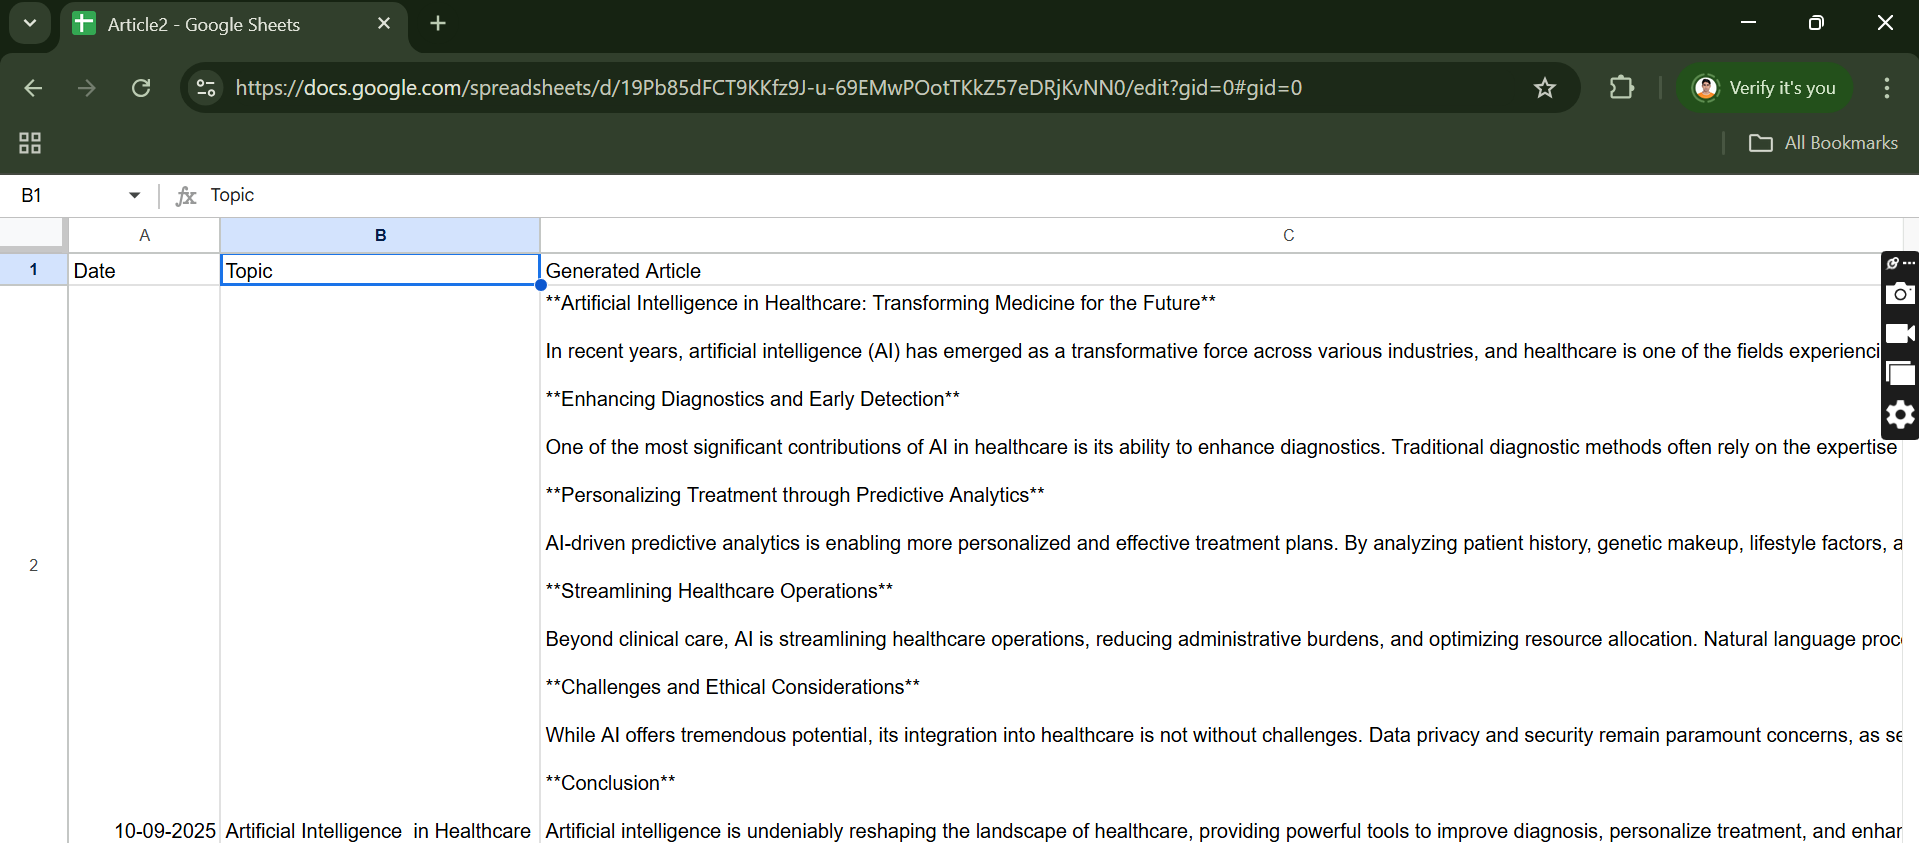 Article2 - Google Sheets
https://docs.google.com/spreadsheets/d/19Pb85dFCT9KKfz9J-u-69EMwPOotTKkZ57eDRjKvNN0/edit?gid=0#gid=0
Verify it's you
All Bookmarks
B1
fx Topic
A B C
1 Date Topic Generated Article
**Artificial Intelligence in Healthcare: Transforming Medicine for the Future**
In recent years, artificial intelligence (AI) has emerged as a transformative force across various industries, and healthcare is one of the fields experienci
**Enhancing Diagnostics and Early Detection**
One of the most significant contributions of AI in healthcare is its ability to enhance diagnostics. Traditional diagnostic methods often rely on the expertise
**Personalizing Treatment through Predictive Analytics**
AI-driven predictive analytics is enabling more personalized and effective treatment plans. By analyzing patient history, genetic makeup, lifestyle factors, a
2
**Streamlining Healthcare Operations**
Beyond clinical care, AI is streamlining healthcare operations, reducing administrative burdens, and optimizing resource allocation. Natural language proc
**Challenges and Ethical Considerations**
While AI offers tremendous potential, its integration into healthcare is not without challenges. Data privacy and security remain paramount concerns, as se
**Conclusion**
10-09-2025 Artificial Intelligence  in Healthcare Artificial intelligence is undeniably reshaping the landscape of healthcare, providing powerful tools to improve diagnosis, personalize treatment, and enhan